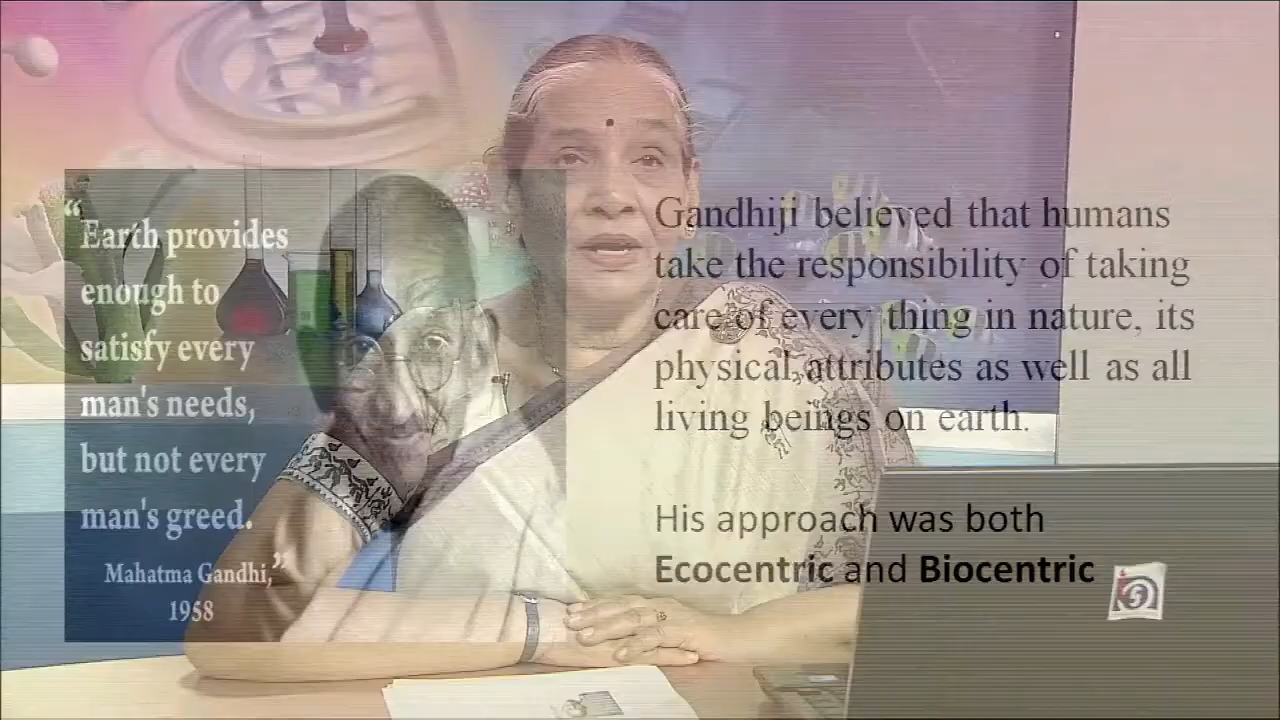 “Earth provides
enough to
satisfy every
man's needs,
but not every
man's greed.
Mahatma Gandhi,”
1958
Gandhiji believed that humans
take the responsibility of taking
care of every thing in nature, its
physical attributes as well as all
living beings on earth.
His approach was both
Ecocentric and Biocentric